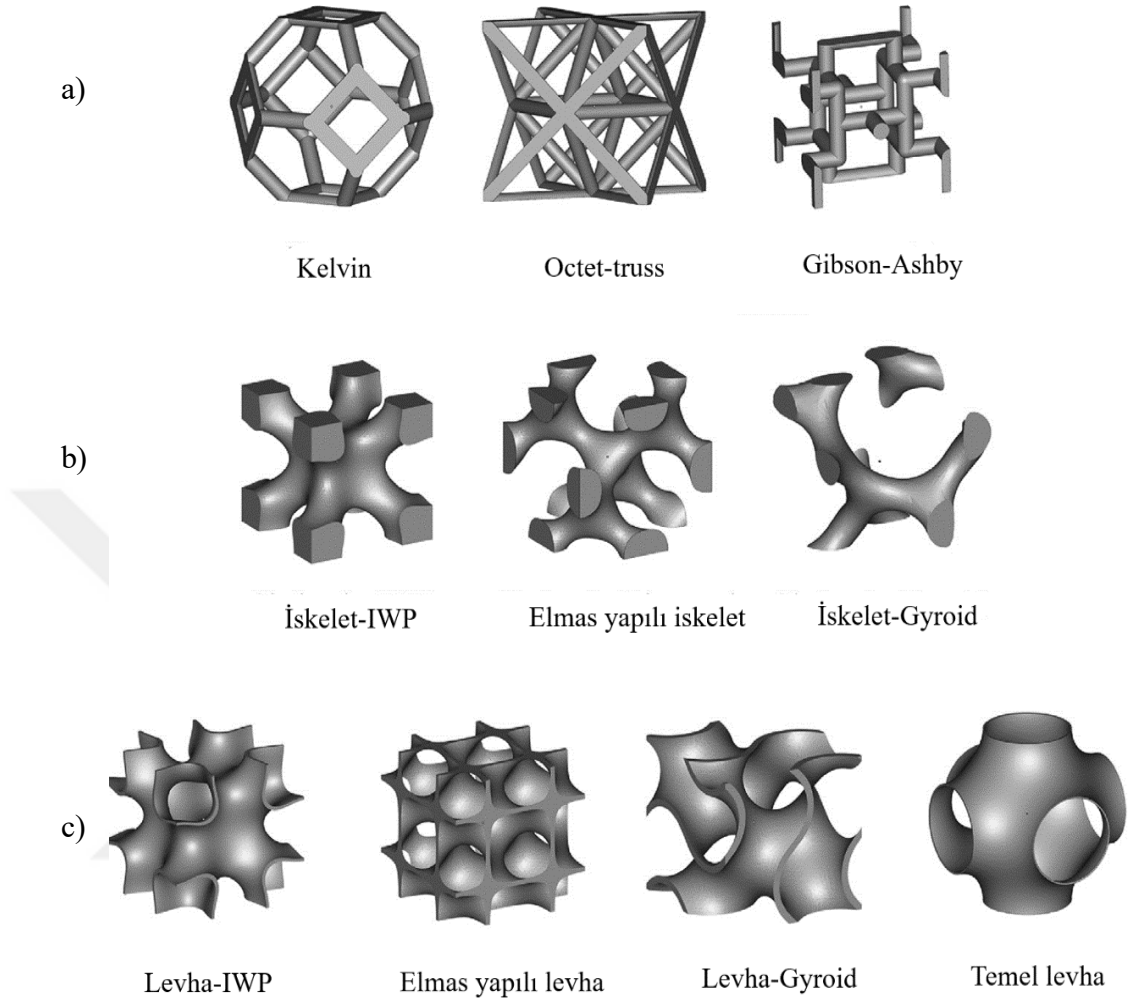 a)
Kelvin
Octet-truss
Gibson-Ashby
b)
İskelet-IWP
Elmas yapılı iskelet
İskelet-Gyroid
c)
Levha-IWP
Elmas yapılı levha
Levha-Gyroid
Temel levha